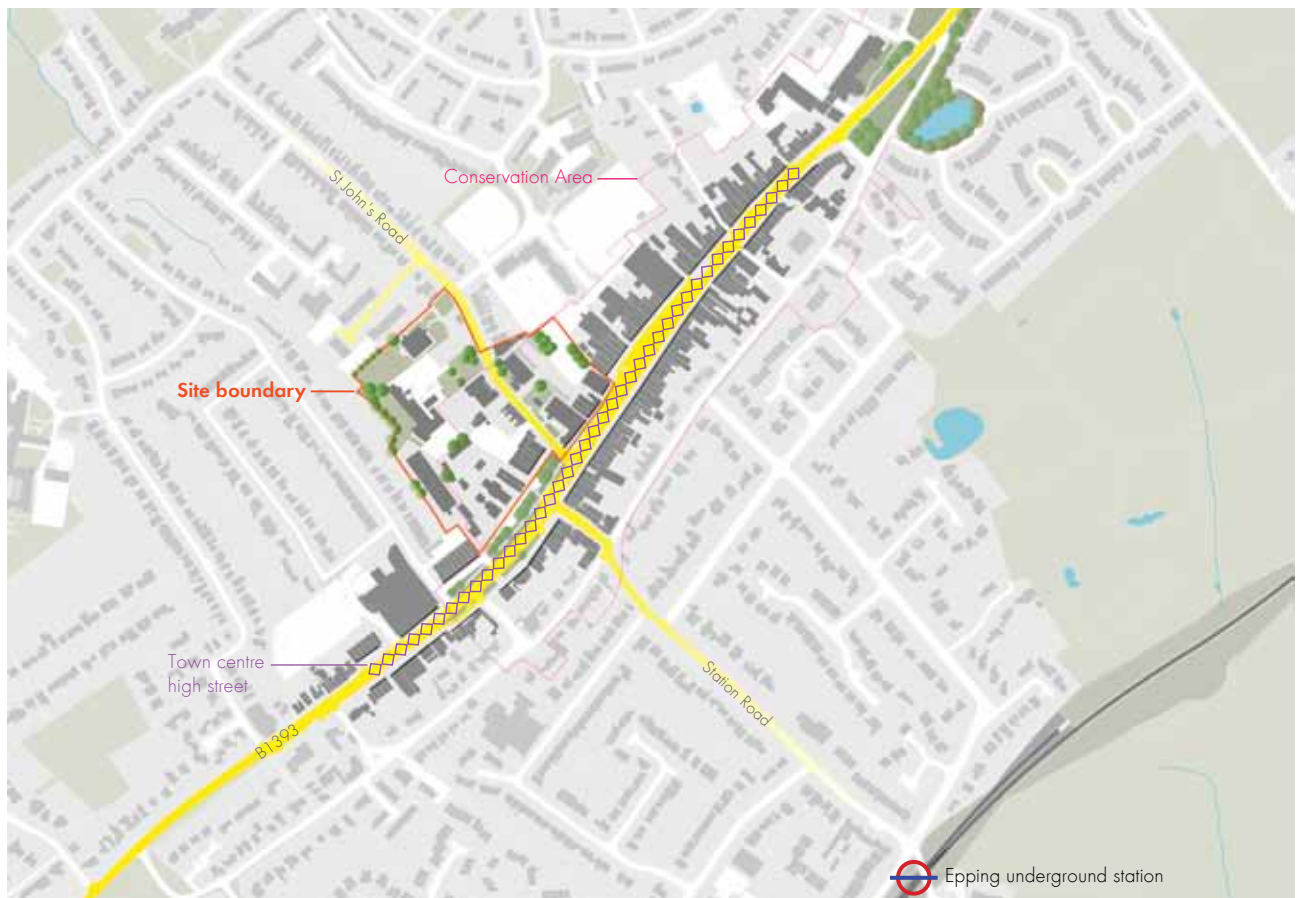 Conservation Area
St John's Road
Site boundary
Town centre
high street
Station Road
B1393
Epping underground station